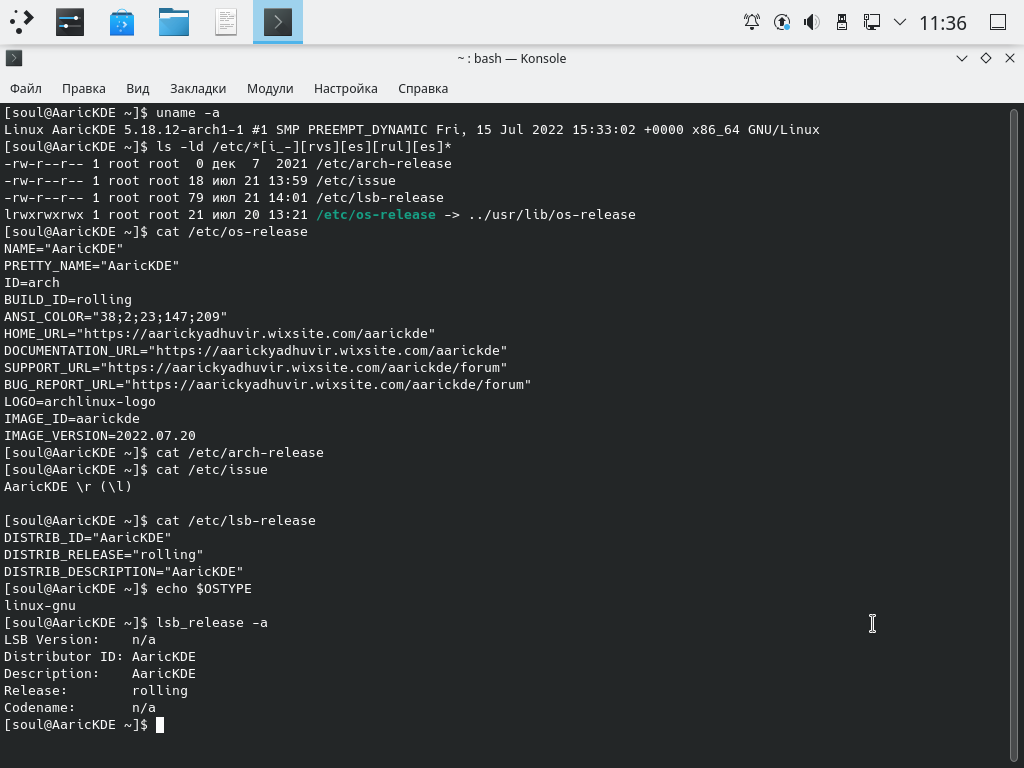 11:36
~ : bash — Konsole
Файл Правка Вид Закладки Модули Настройка Справка
[soul@AaricKDE ~]$ uname -a
Linux AaricKDE 5.18.12-arch1-1 #1 SMP PREEMPT_DYNAMIC Fri, 15 Jul 2022 15:33:02 +0000 x86_64 GNU/Linux
[soul@AaricKDE ~]$ ls -ld /etc/*[i_-][rvs][es][rul][es]*
-rw-r--r-- 1 root root  0 дек  7  2021 /etc/arch-release
-rw-r--r-- 1 root root 18 июл 21 13:59 /etc/issue
-rw-r--r-- 1 root root 79 июл 21 14:01 /etc/lsb-release
lrwxrwxrwx 1 root root 21 июл 20 13:21 /etc/os-release -> ../usr/lib/os-release
[soul@AaricKDE ~]$ cat /etc/os-release
NAME="AaricKDE"
PRETTY_NAME="AaricKDE"
ID=arch
BUILD_ID=rolling
ANSI_COLOR="38;2;23;147;209"
HOME_URL="https://aarickyadhuvir.wixsite.com/aarickde"
DOCUMENTATION_URL="https://aarickyadhuvir.wixsite.com/aarickde"
SUPPORT_URL="https://aarickyadhuvir.wixsite.com/aarickde/forum"
BUG_REPORT_URL="https://aarickyadhuvir.wixsite.com/aarickde/forum"
LOGO=archlinux-logo
IMAGE_ID=aarickde
IMAGE_VERSION=2022.07.20
[soul@AaricKDE ~]$ cat /etc/arch-release
[soul@AaricKDE ~]$ cat /etc/issue
AaricKDE \r (\l)

[soul@AaricKDE ~]$ cat /etc/lsb-release
DISTRIB_ID="AaricKDE"
DISTRIB_RELEASE="rolling"
DISTRIB_DESCRIPTION="AaricKDE"
[soul@AaricKDE ~]$ echo $OSTYPE
linux-gnu
[soul@AaricKDE ~]$ lsb_release -a
LSB Version:    n/a
Distributor ID: AaricKDE
Description:    AaricKDE
Release:        rolling
Codename:       n/a
[soul@AaricKDE ~]$